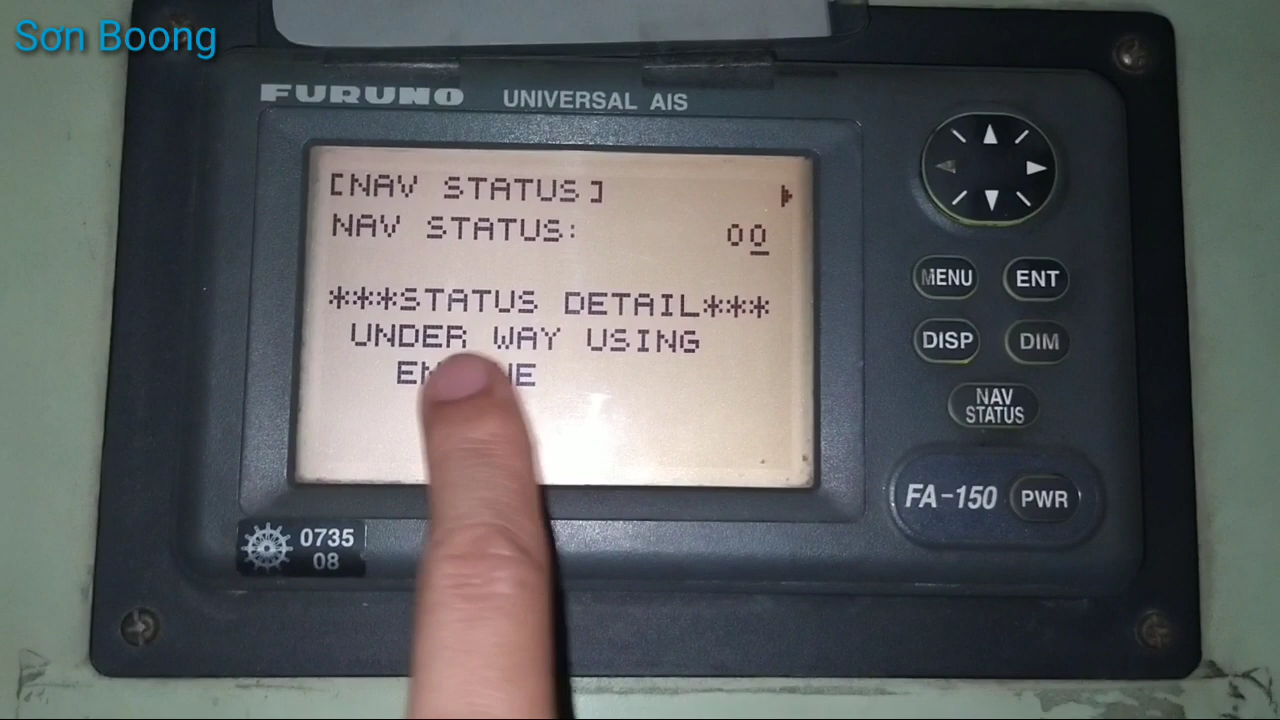 Sơn Boong
FURUNO UNIVERSAL AIS
[NAV STATUS]
NAV STATUS: 00
***STATUS DETAIL***
UNDER WAY USING
MENU ENT
DISP DIM
NAV
STATUS
FA-150 PWR
0735
08